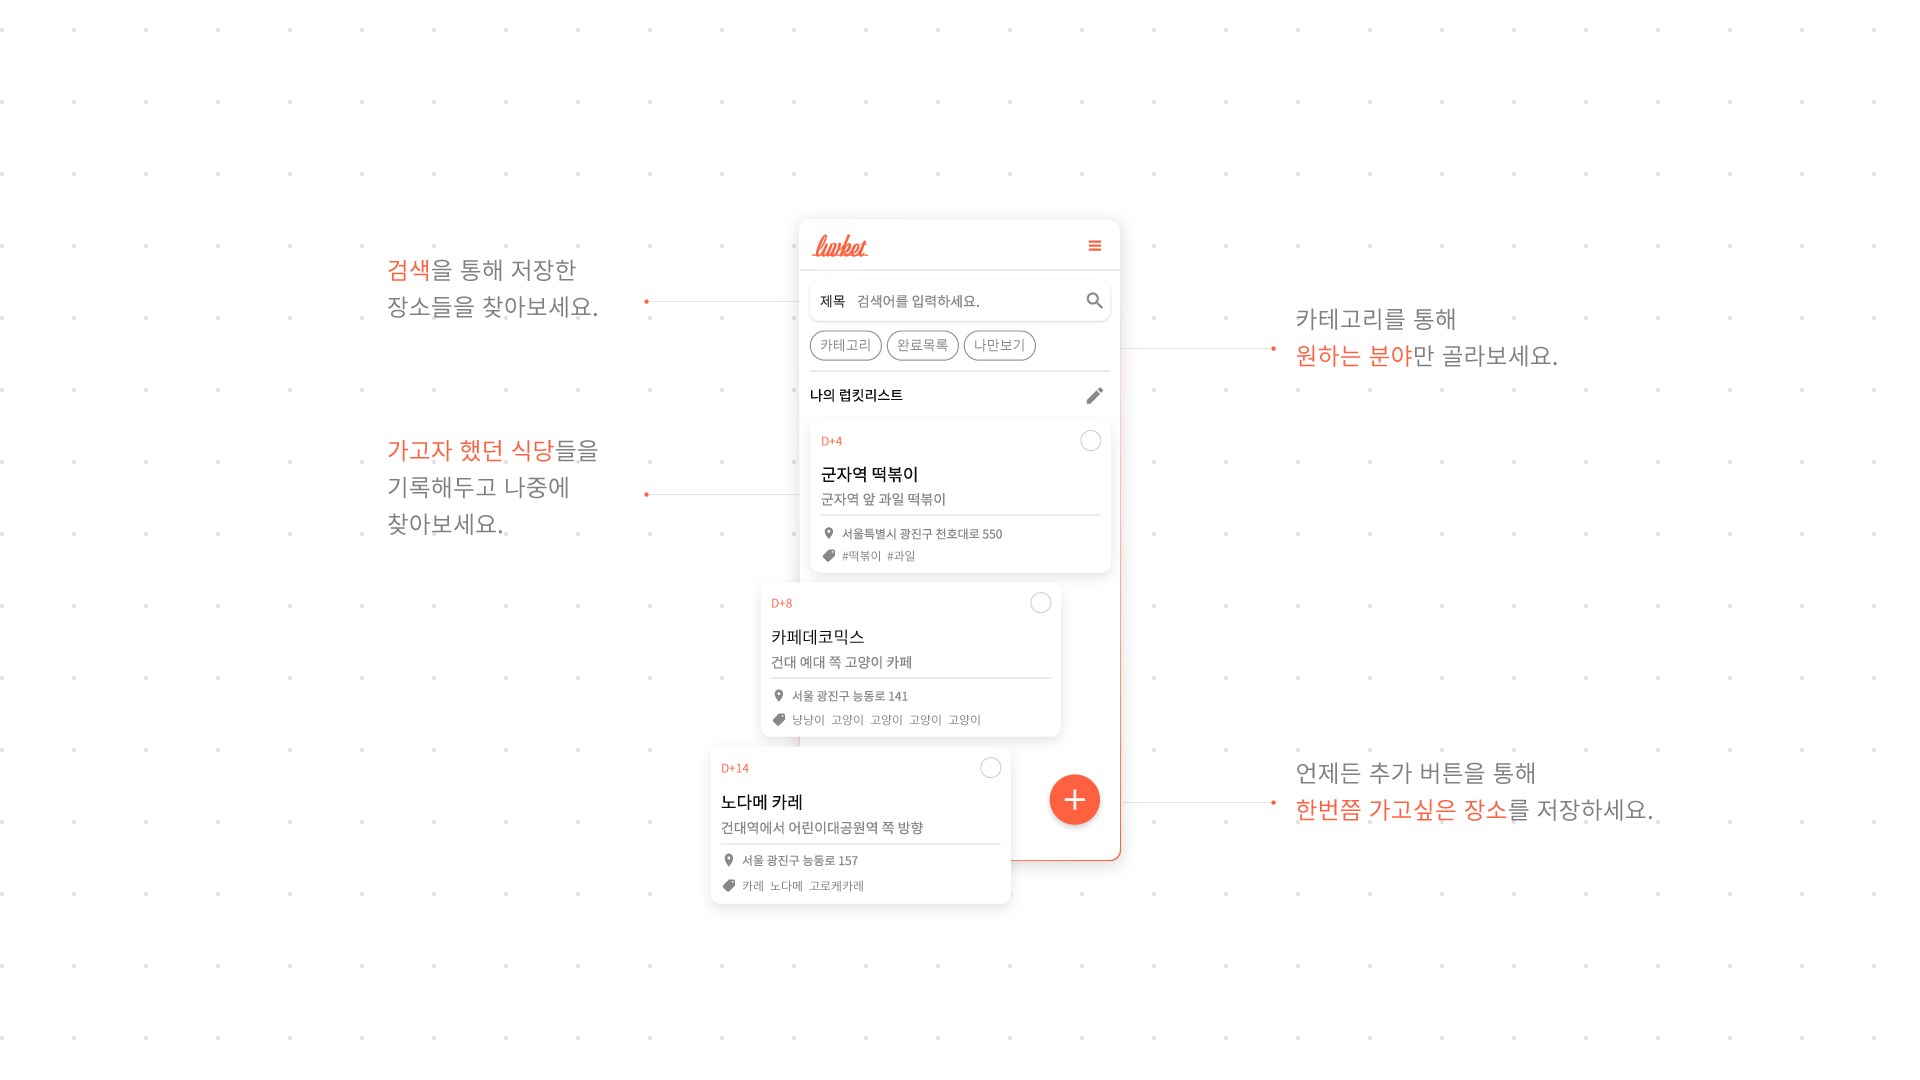 검색을 통해 저장한
장소들을 찾아보세요.
가고자 했던 식당들을
기록해두고 나중에
찾아보세요.
luvket
제목 검색어를 입력하세요.
카테고리 완료목록 나만보기
나의 럽킷리스트
D+4
군자역 떡볶이
군자역 앞 과일 떡볶이
서울특별시 광진구 천호대로 550
#떡볶이 #과일
D+8
카페데코믹스
건대 예대 쪽 고양이 카페
서울 광진구 능동로 141
냥냥이 고양이 고양이 고양이 고양이
D+14
노다메 카레
건대역에서 어린이대공원역 쪽 방향
서울 광진구 능동로 157
카레 노다메 고로케카레
카테고리를 통해
원하는 분야만 골라보세요.
언제든 추가 버튼을 통해
한번쯤 가고싶은 장소를 저장하세요.